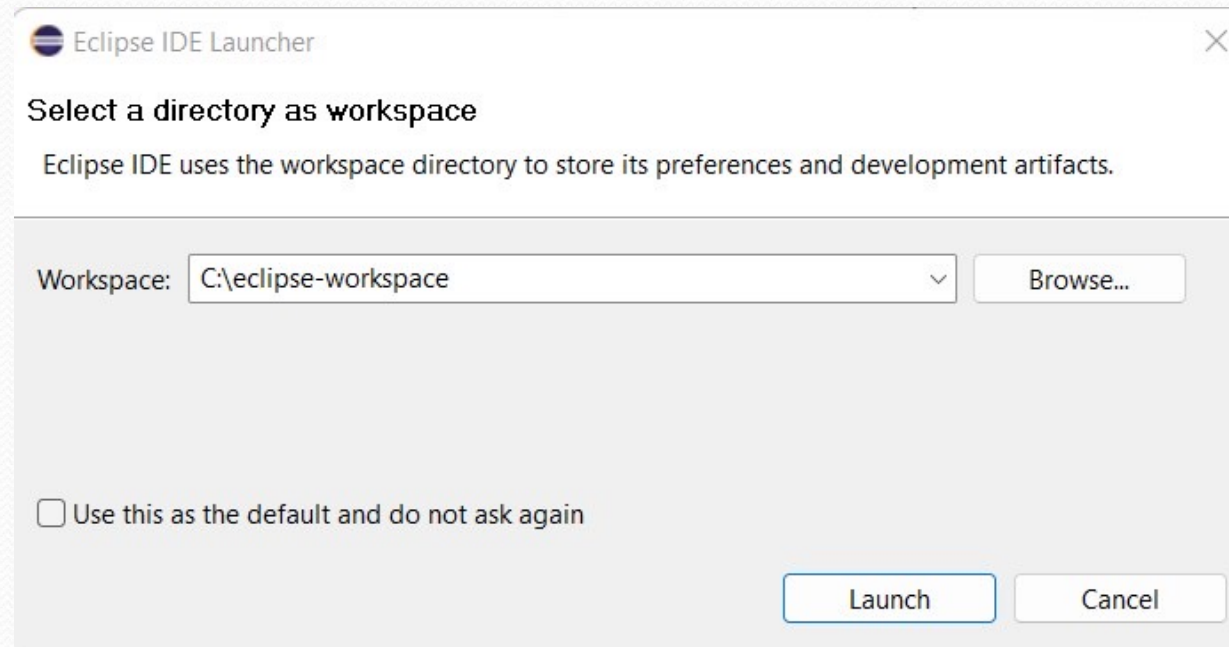 Eclipse IDE Launcher
Select a directory as workspace
Eclipse IDE uses the workspace directory to store its preferences and development artifacts.
Workspace: C:\eclipse-workspace Browse...
Use this as the default and do not ask again
Launch Cancel